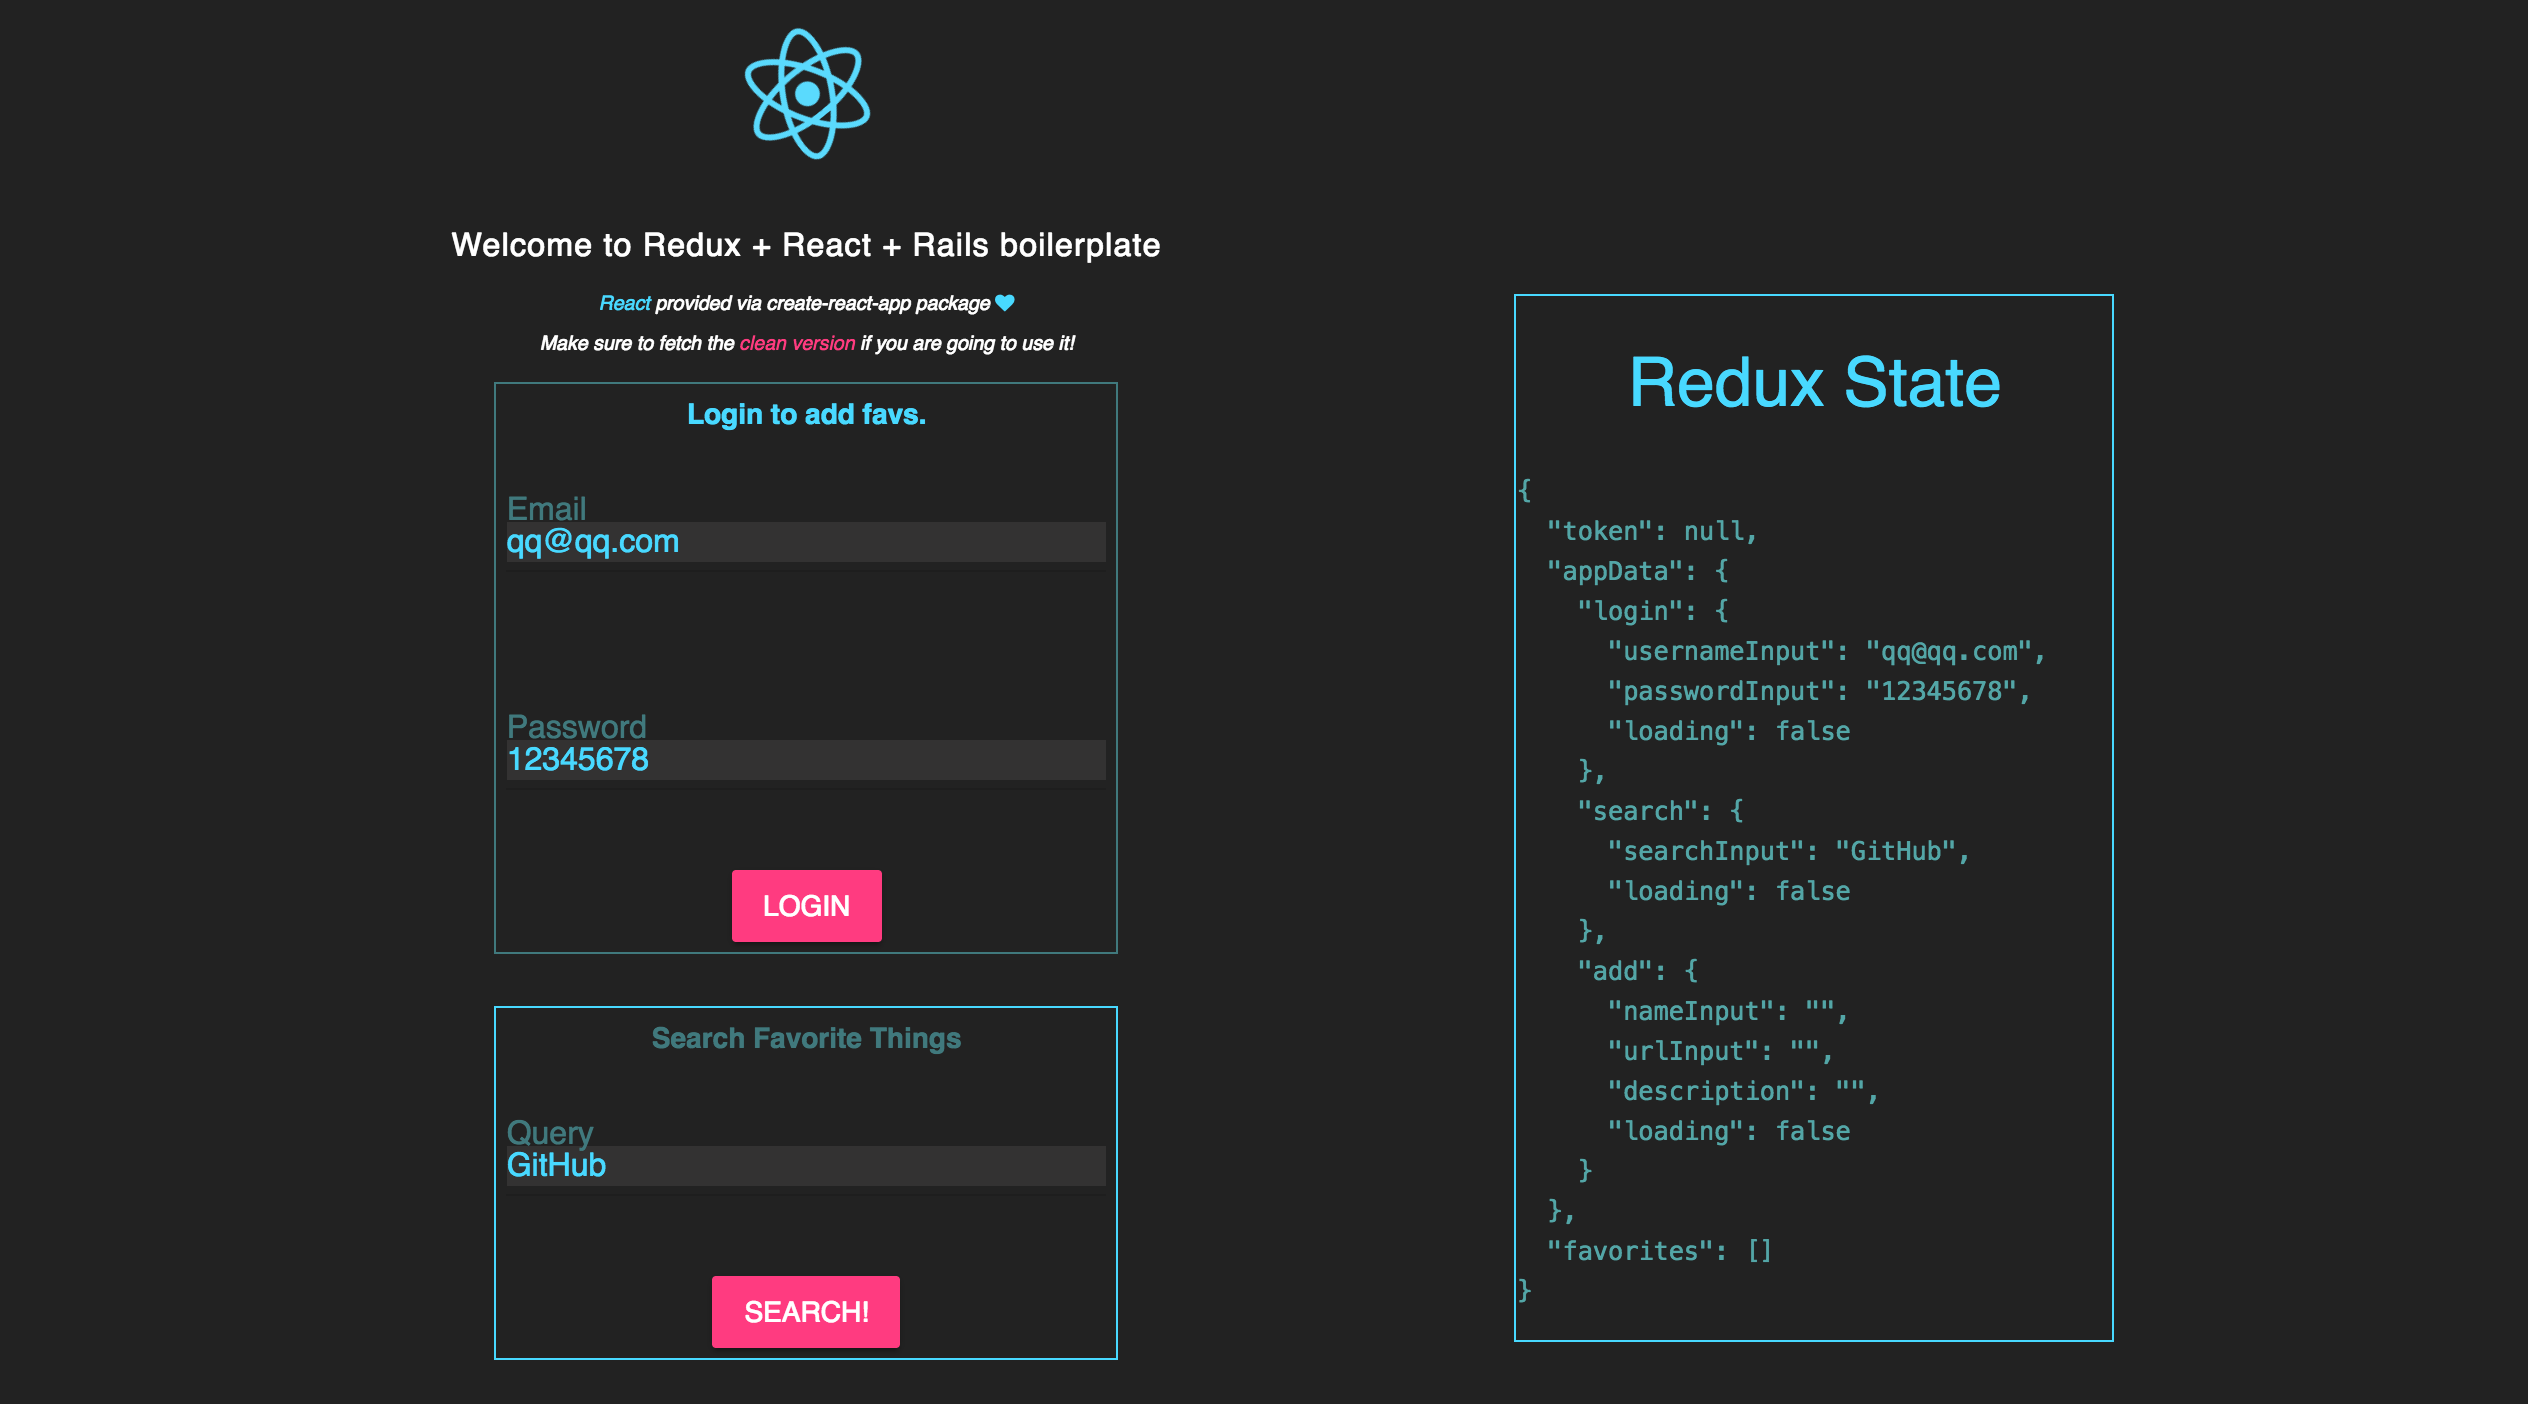 Welcome to Redux + React + Rails boilerplate
React provided via create-react-app package
Make sure to fetch the clean version if you are going to use it!
Login to add favs.
Email
qq@qq.com
Password
12345678
LOGIN
Search Favorite Things
Query
GitHub
SEARCH!
Redux State
{
  "token": null,
  "appData": {
    "login": {
      "usernameInput": "qq@qq.com",
      "passwordInput": "12345678",
      "loading": false
    },
    "search": {
      "searchInput": "GitHub",
      "loading": false
    },
    "add": {
      "nameInput": "",
      "urlInput": "",
      "description": "",
      "loading": false
    }
  },
  "favorites": []
}